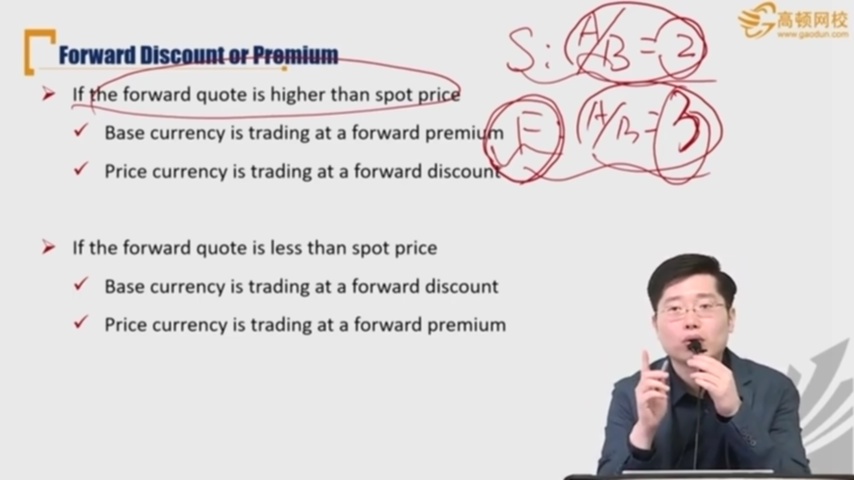 高顿网校
www.gaodun.com
Forward Discount or Premium
S: A/B = 2
If the forward quote is higher than spot price
F A/B = 3
Base currency is trading at a forward premium
Price currency is trading at a forward discount
If the forward quote is less than spot price
Base currency is trading at a forward discount
Price currency is trading at a forward premium